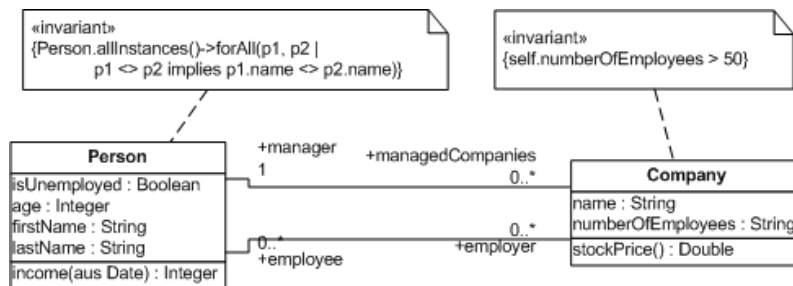 «invariant»
{Person.allInstances()->forAll(p1, p2 |
p1 <> p2 implies p1.name <> p2.name)}
«invariant»
{self.numberOfEmployees > 50}
Person
isUnemployed : Boolean
age : Integer
firstName : String
lastName : String
income(aus Date) : Integer
+manager
1
+managedCompanies
0..*
0..*
+employee
0..*
+employer
Company
name : String
numberOfEmployees : String
stockPrice() : Double